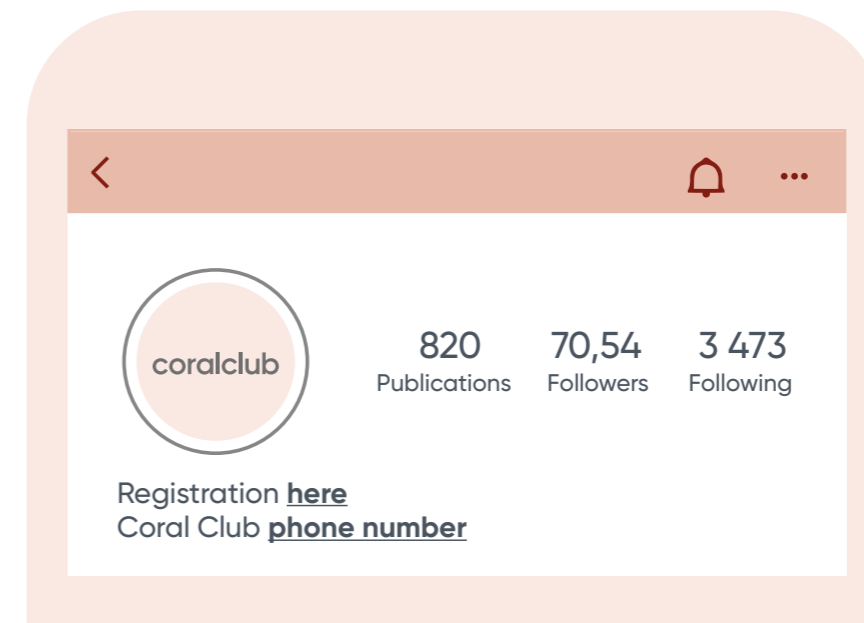 coralclub
820 70,54 3 473
Publications Followers Following
Registration here
Coral Club phone number